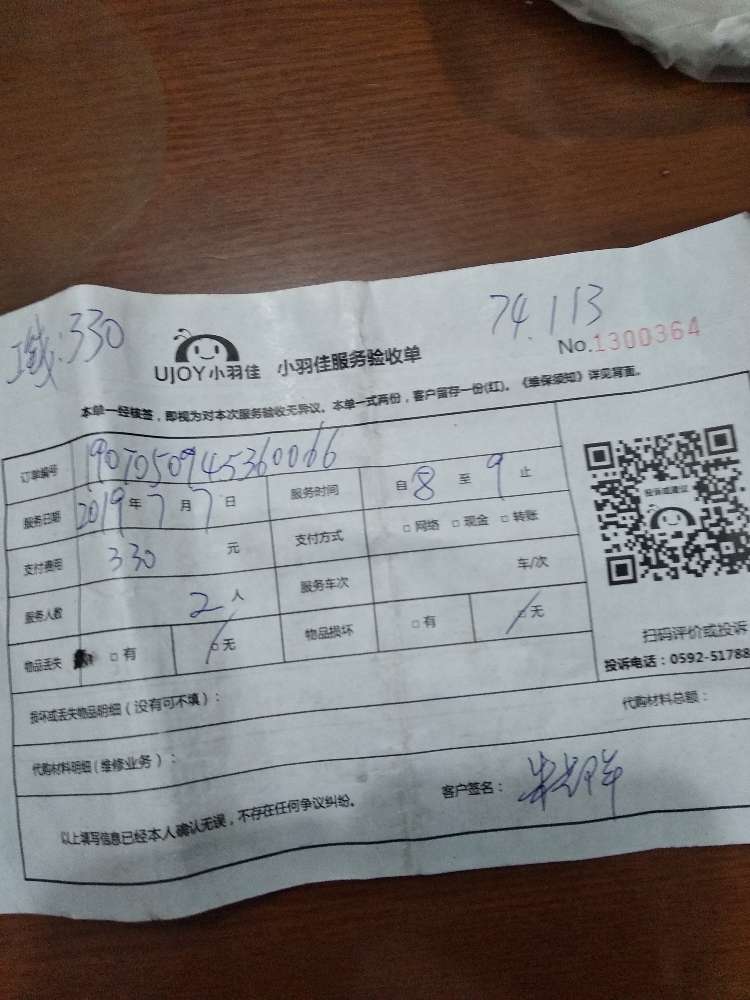 330
74.113
UJOY小羽佳 小羽佳服务验收单
No.1300364
本单一经核签，即视为对本次服务验收无异议。本单一式两份，客户留存一份(红)。《维保须知》详见背面。
订单编号 1907050945360066
服务日期 2019年7月7日 服务时间 自8至9止
支付费用 330元 支付方式 □网络 □现金 □转账
服务人数 2人 服务车次 车/次
物品丢失 □有 □无 物品损坏 □有 □无
投诉或建议
扫码评价或投诉
投诉电话：0592-51788
损坏或丢失物品明细（没有可不填）：
代购材料明细（维修业务）： 代购材料总额：
以上填写信息已经本人确认无误，不存在任何争议纠纷。 客户签名：